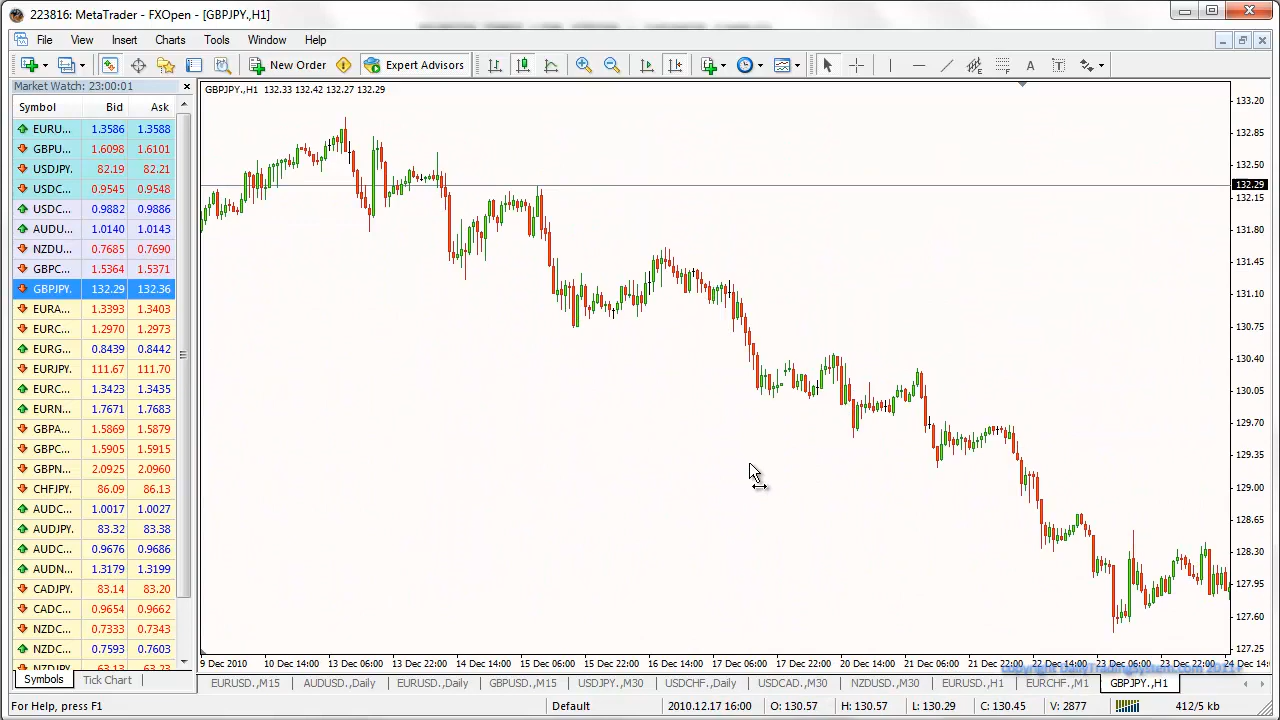 223816: MetaTrader - FXOpen - [GBPJPY.,H1]
File View Insert Charts Tools Window Help
New Order Expert Advisors
Market Watch: 23:00:01
Symbol Bid Ask
EURU... 1.3586 1.3588
GBPU... 1.6098 1.6101
USDJPY. 82.19 82.21
USDC... 0.9545 0.9548
USDC... 0.9882 0.9886
AUDU... 1.0140 1.0143
NZDU... 0.7685 0.7690
GBPC... 1.5364 1.5371
GBPJPY. 132.29 132.36
EURA... 1.3393 1.3403
EURC... 1.2970 1.2973
EURG... 0.8439 0.8442
EURJPY. 111.67 111.70
EURC... 1.3423 1.3435
EURN... 1.7671 1.7683
GBPA... 1.5869 1.5879
GBPC... 1.5905 1.5915
GBPN... 2.0925 2.0960
CHFJPY. 86.09 86.13
AUDC... 1.0017 1.0027
AUDJPY. 83.32 83.38
AUDC... 0.9676 0.9686
AUDN... 1.3179 1.3199
CADJPY. 83.14 83.20
CADC... 0.9654 0.9662
NZDC... 0.7333 0.7343
NZDC... 0.7593 0.7603
NZDJPY. 63.13 63.23
Symbols Tick Chart
GBPJPY.,H1 132.33 132.42 132.27 132.29
133.20
132.85
132.50
132.29
132.15
131.80
131.45
131.10
130.75
130.40
130.05
129.70
129.35
129.00
128.65
128.30
127.95
127.60
127.25
9 Dec 2010 10 Dec 14:00 13 Dec 06:00 13 Dec 22:00 14 Dec 14:00 15 Dec 06:00 15 Dec 22:00 16 Dec 14:00 17 Dec 06:00 17 Dec 22:00 20 Dec 14:00 21 Dec 06:00 21 Dec 22:00
EURUSD.,M15 AUDUSD.,Daily EURUSD.,Daily GBPUSD.,M15 USDJPY.,M30 USDCHF.,Daily USDCAD.,M30 NZDUSD.,M30 EURUSD.,H1 EURCHF.,M1 GBPJPY.,H1
For Help, press F1 Default 2010.12.17 16:00 O: 130.57 H: 130.57 L: 130.29 C: 130.45 V: 2877 412/5 kb